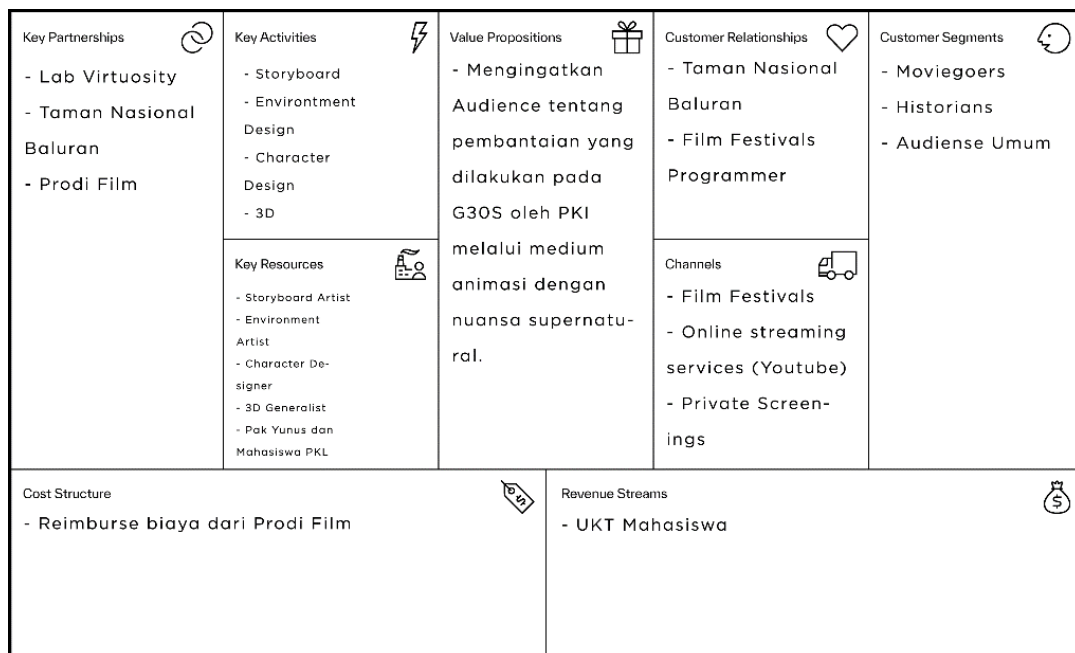 Key Partnerships
- Lab Virtuosity
- Taman Nasional
Baluran
- Prodi Film
Key Activities
- Storyboard
- Environtment
Design
- Character
Design
- 3D
Key Resources
- Storyboard Artist
- Environment
Artist
- Character De-
signer
- 3D Generalist
- Pak Yunus dan
Mahasiswa PKL
Value Propositions
- Mengingatkan
Audience tentang
pembantaian yang
dilakukan pada
G30S oleh PKI
melalui medium
animasi dengan
nuansa supernatu-
ral.
Customer Relationships
- Taman Nasional
Baluran
- Film Festivals
Programmer
Channels
- Film Festivals
- Online streaming
services (Youtube)
- Private Screen-
ings
Customer Segments
- Moviegoers
- Historians
- Audiense Umum
Cost Structure
- Reimburse biaya dari Prodi Film
Revenue Streams
- UKT Mahasiswa